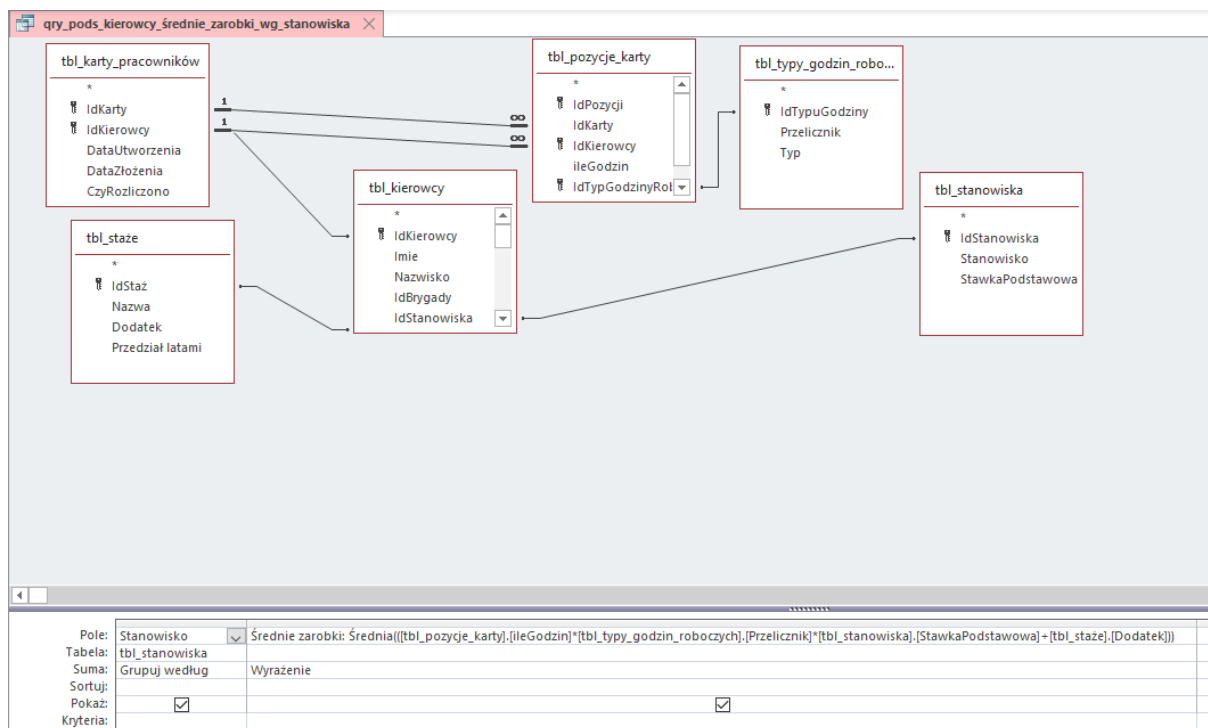 qry_pods_kierowcy_średnie_zarobki_wg_stanowiska
tbl_karty_pracowników
*
IdKarty
IdKierowcy
DataUtworzenia
DataZłożenia
CzyRozliczono
1
1
∞
∞
tbl_pozycje_karty
*
IdPozycji
IdKarty
IdKierowcy
ileGodzin
IdTypGodzinyRob
tbl_typy_godzin_robo...
*
IdTypuGodziny
Przelicznik
Typ
tbl_staże
*
IdStaż
Nazwa
Dodatek
Przedział latami
tbl_kierowcy
*
IdKierowcy
Imie
Nazwisko
IdBrygady
IdStanowiska
tbl_stanowiska
*
IdStanowiska
Stanowisko
StawkaPodstawowa
Pole: Stanowisko Średnie zarobki: Średnia(([tbl_pozycje_karty].[ileGodzin]*[tbl_typy_godzin_roboczych].[Przelicznik]*[tbl_stanowiska].[StawkaPodstawowa]+[tbl_staże].[Dodatek]))
Tabela: tbl_stanowiska
Suma: Grupuj według Wyrażenie
Sortuj:
Pokaż:
Kryteria: